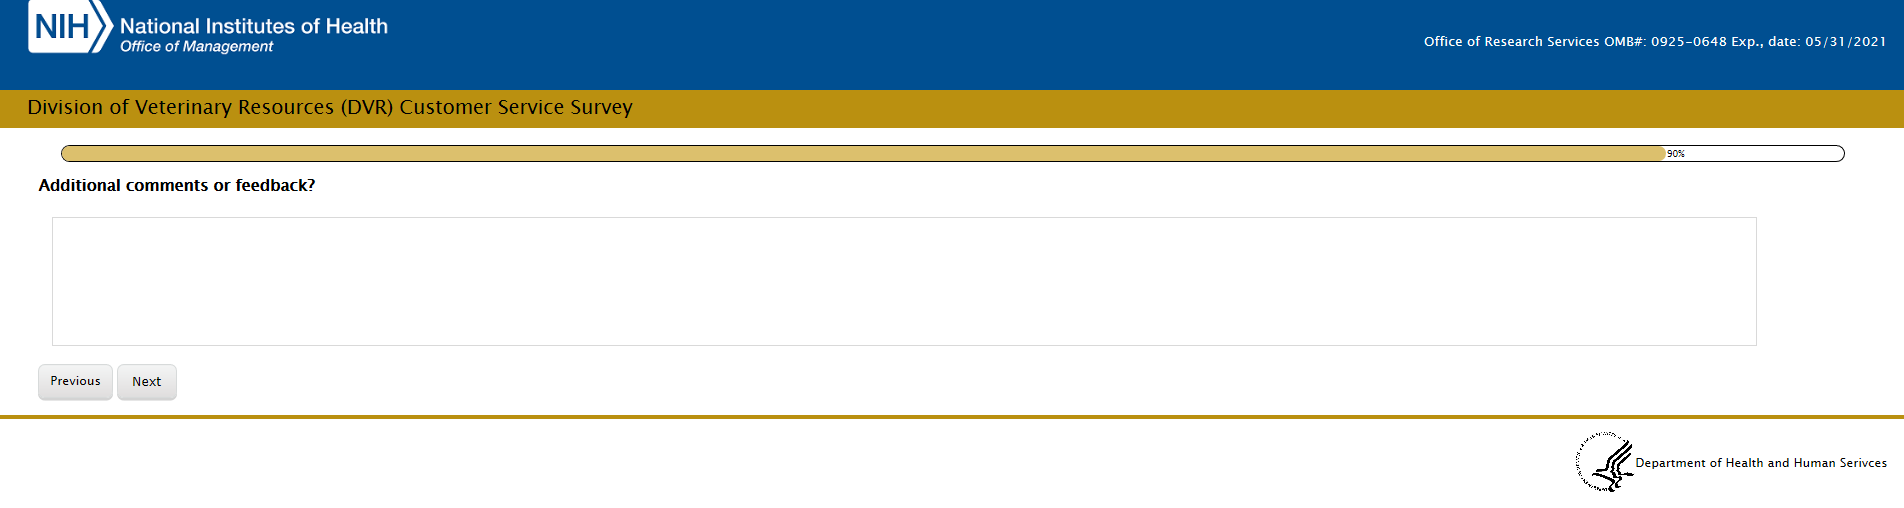 NIH National Institutes of Health
Office of Management
Office of Research Services OMB#: 0925-0648 Exp., date: 05/31/2021
Division of Veterinary Resources (DVR) Customer Service Survey
90%
Additional comments or feedback?
Previous Next
Department of Health and Human Serivces